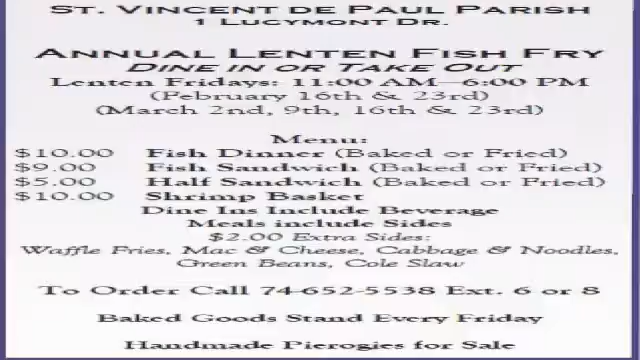 St. Vincent de Paul Parish
1 Lucymont Dr.
Annual Lenten Fish Fry
Dine in or Take Out
Lenten Fridays: 11:00 AM—6:00 PM
(February 16th & 23rd)
(March 2nd, 9th, 16th & 23rd)
Menu:
$10.00 Fish Dinner (Baked or Fried)
$9.00 Fish Sandwich (Baked or Fried)
$5.00 Half Sandwich (Baked or Fried)
$10.00 Shrimp Basket
Dine Ins Include Beverage
Meals include Sides
$2.00 Extra Sides:
Waffle Fries, Mac & Cheese, Cabbage & Noodles,
Green Beans, Cole Slaw
To Order Call 74-652-5538 Ext. 6 or 8
Baked Goods Stand Every Friday
Handmade Pierogies for Sale